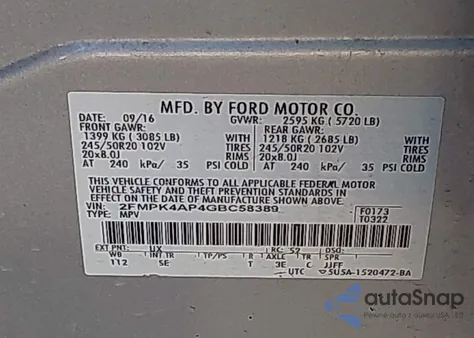 MFD. BY FORD MOTOR CO.
DATE: 09/16 GVWR: 2595 KG ( 5720 LB)
FRONT GAWR: REAR GAWR:
1399 KG ( 3085 LB) WITH 1218 KG ( 2685 LB) WITH
245/50R20 102V TIRES 245/50R20 102V TIRES
20x8.0J RIMS 20x8.0J RIMS
AT 240 kPa/ 35 PSI COLD AT 240 kPa/ 35 PSI COLD
THIS VEHICLE CONFORMS TO ALL APPLICABLE FEDERAL MOTOR
VEHICLE SAFETY AND THEFT PREVENTION STANDARDS IN
EFFECT ON THE DATE OF MANUFACTURE SHOWN ABOVE.
VIN: 2FMPK4AP4GBC58389 F0173
TYPE: MPV T0322
EXT PNT: UX RC: 52 DSO:
WB INT TR TP/PS R AX TR SPR
112 SE T 3E C JJFF
UTC 5U5A-1520472-BA
autoSnap